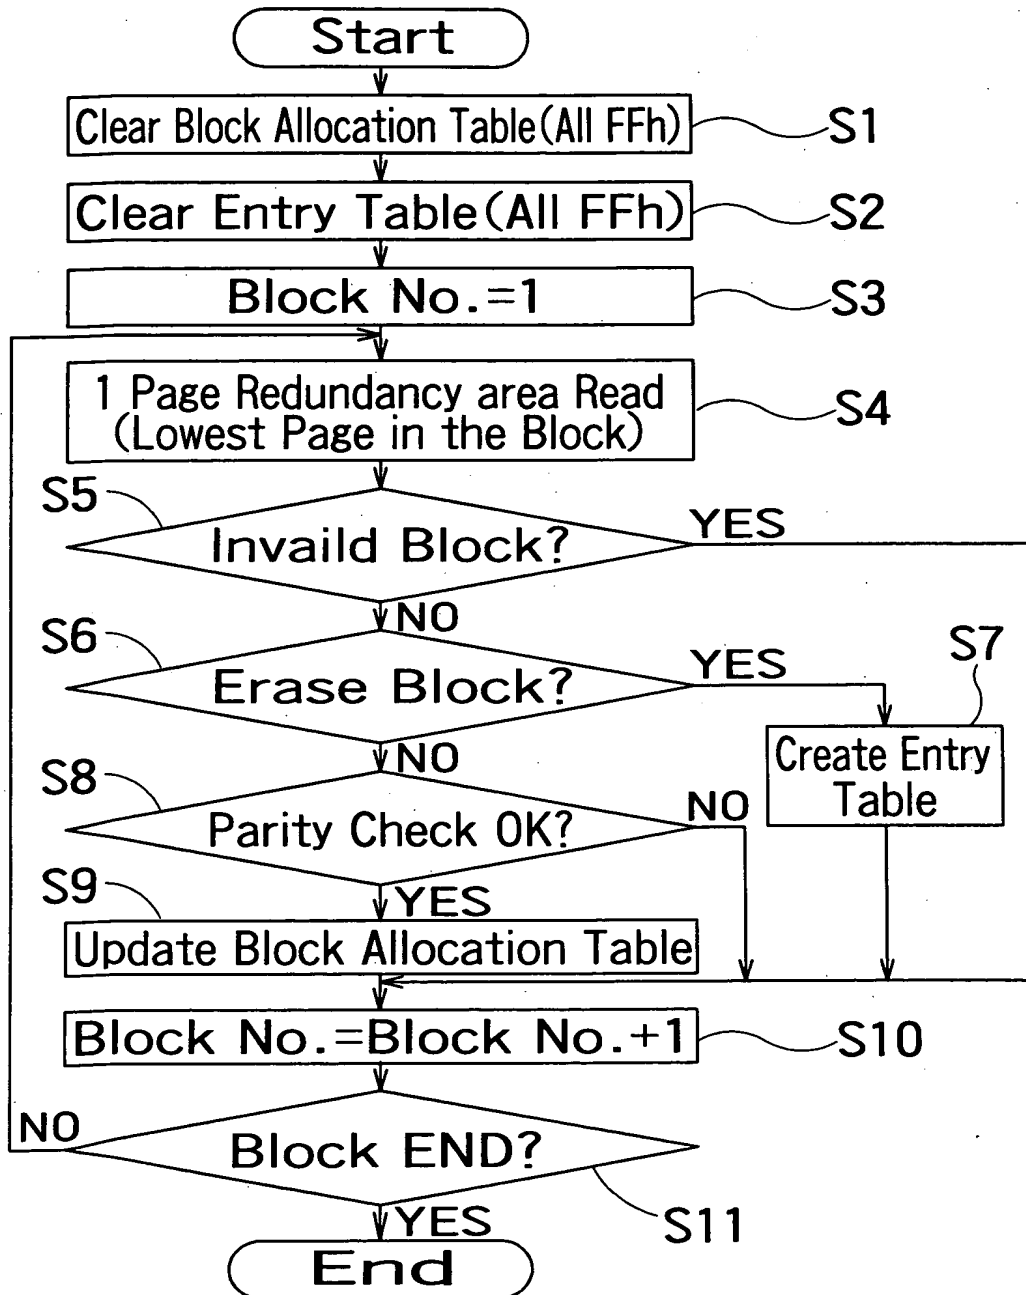 Start
Clear Block Allocation Table(All FFh)
S1
Clear Entry Table(All FFh)
S2
Block No.=1
S3
1 Page Redundancy area Read
(Lowest Page in the Block)
S4
S5
Invaild Block?
YES
NO
S6
Erase Block?
YES
S7
NO
Create Entry
Table
S8
Parity Check OK?
NO
S9
YES
Update Block Allocation Table
Block No.=Block No.+1
S10
NO
Block END?
S11
YES
End